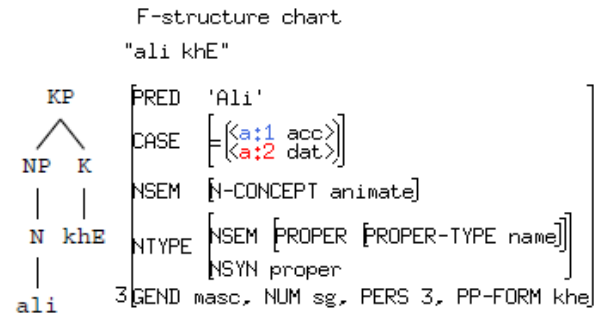 F-structure chart
"ali khE"
KP
NP K
N khE
ali
PRED 'Ali'
CASE = <a:1 acc>
<a:2 dat>
NSEM [N-CONCEPT animate]
NTYPE NSEM [PROPER [PROPER-TYPE name]]
NSYN proper
3 GEND masc, NUM sg, PERS 3, PP-FORM khe